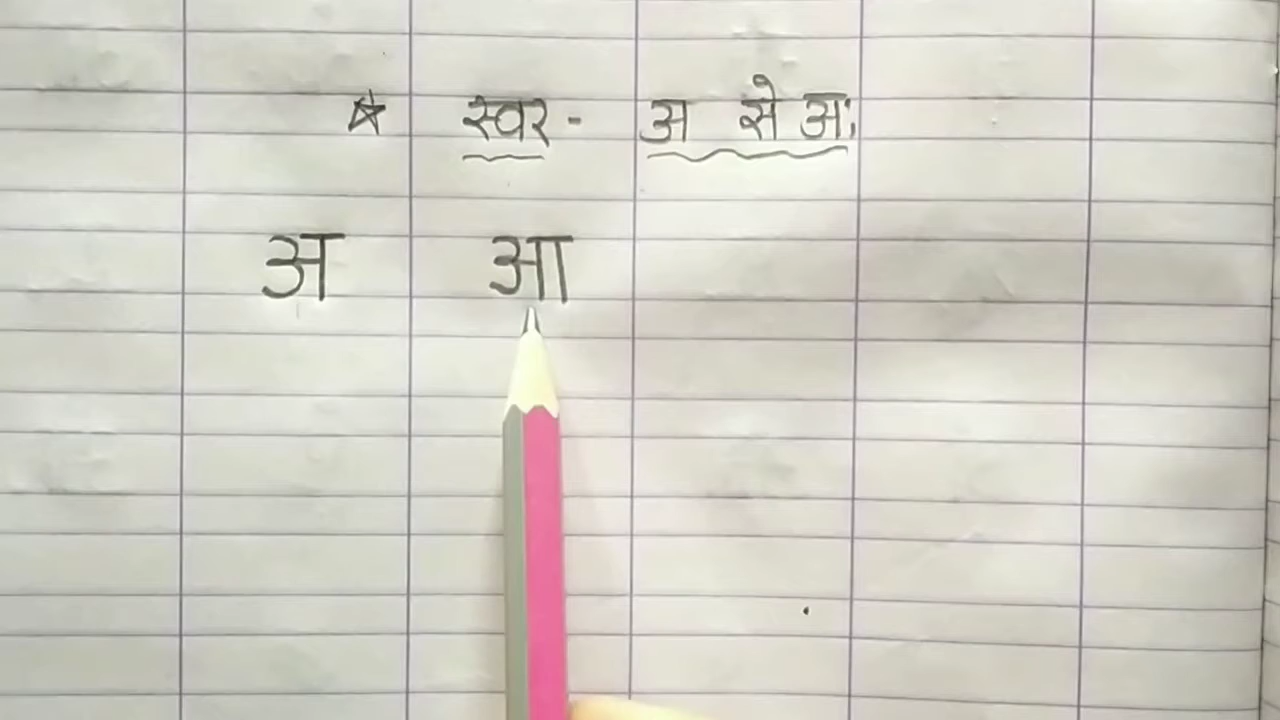 ☆ स्वर - अ से अः
अ आ